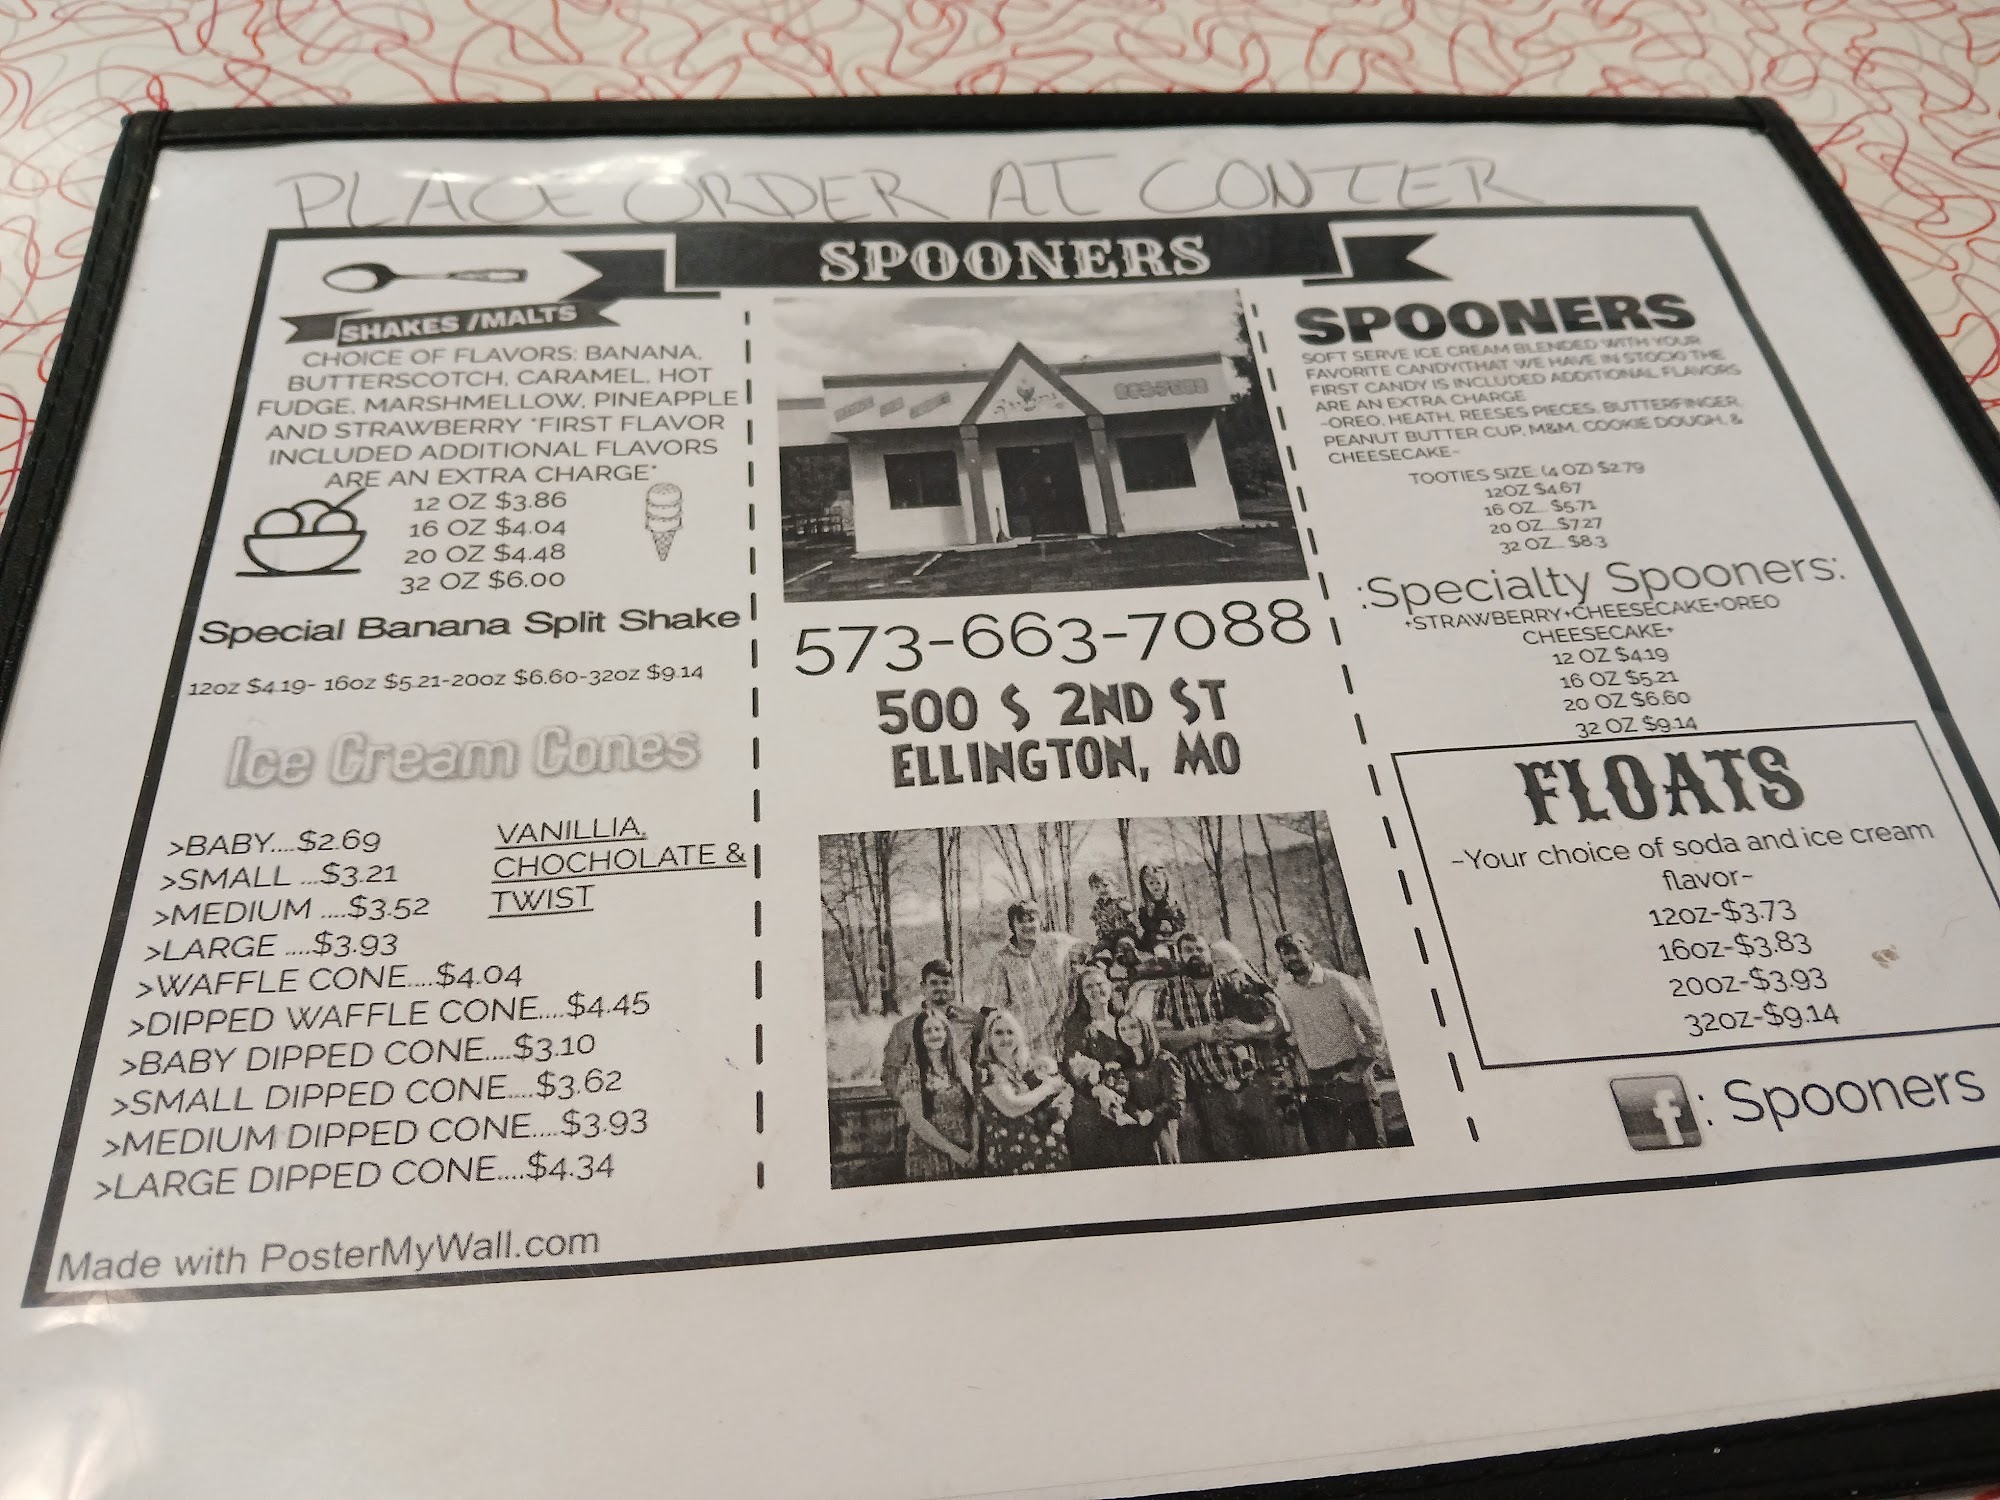 PLACE ORDER AT CONTER
SPOONERS
SHAKES /MALTS
CHOICE OF FLAVORS: BANANA,
BUTTERSCOTCH, CARAMEL, HOT
FUDGE, MARSHMELLOW, PINEAPPLE
AND STRAWBERRY *FIRST FLAVOR
INCLUDED ADDITIONAL FLAVORS
ARE AN EXTRA CHARGE*
12 OZ $3.86
16 OZ $4.04
20 OZ $4.48
32 OZ $6.00
Special Banana Split Shake
12oz $4.19- 16oz $5.21-20oz $6.60-32oz $9.14
Ice Cream Cones
>BABY....$2.69
>SMALL ...$3.21
>MEDIUM ....$3.52
>LARGE ....$3.93
>WAFFLE CONE....$4.04
>DIPPED WAFFLE CONE....$4.45
>BABY DIPPED CONE....$3.10
>SMALL DIPPED CONE....$3.62
>MEDIUM DIPPED CONE....$3.93
>LARGE DIPPED CONE....$4.34
VANILLIA,
CHOCHOLATE &
TWIST
Made with PosterMyWall.com
573-663-7088
500 S 2ND ST
ELLINGTON, MO
SPOONERS
SOFT SERVE ICE CREAM BLENDED WITH YOUR
FAVORITE CANDY(THAT WE HAVE IN STOCK) THE
FIRST CANDY IS INCLUDED ADDITIONAL FLAVORS
ARE AN EXTRA CHARGE
~OREO, HEATH, REESES PIECES, BUTTERFINGER,
PEANUT BUTTER CUP, M&M, COOKIE DOUGH, &
CHEESECAKE~
TOOTIES SIZE: (4 OZ) $2.79
12OZ $4.67
16 OZ... $5.71
20 OZ...$7.27
32 OZ... $8.3
:Specialty Spooners:
*STRAWBERRY*CHEESECAKE*OREO
CHEESECAKE*
12 OZ $4.19
16 OZ $5.21
20 OZ $6.60
32 OZ $9.14
FLOATS
~Your choice of soda and ice cream
flavor~
12oz-$3.73
16oz-$3.83
20oz-$3.93
32oz-$9.14
f: Spooners